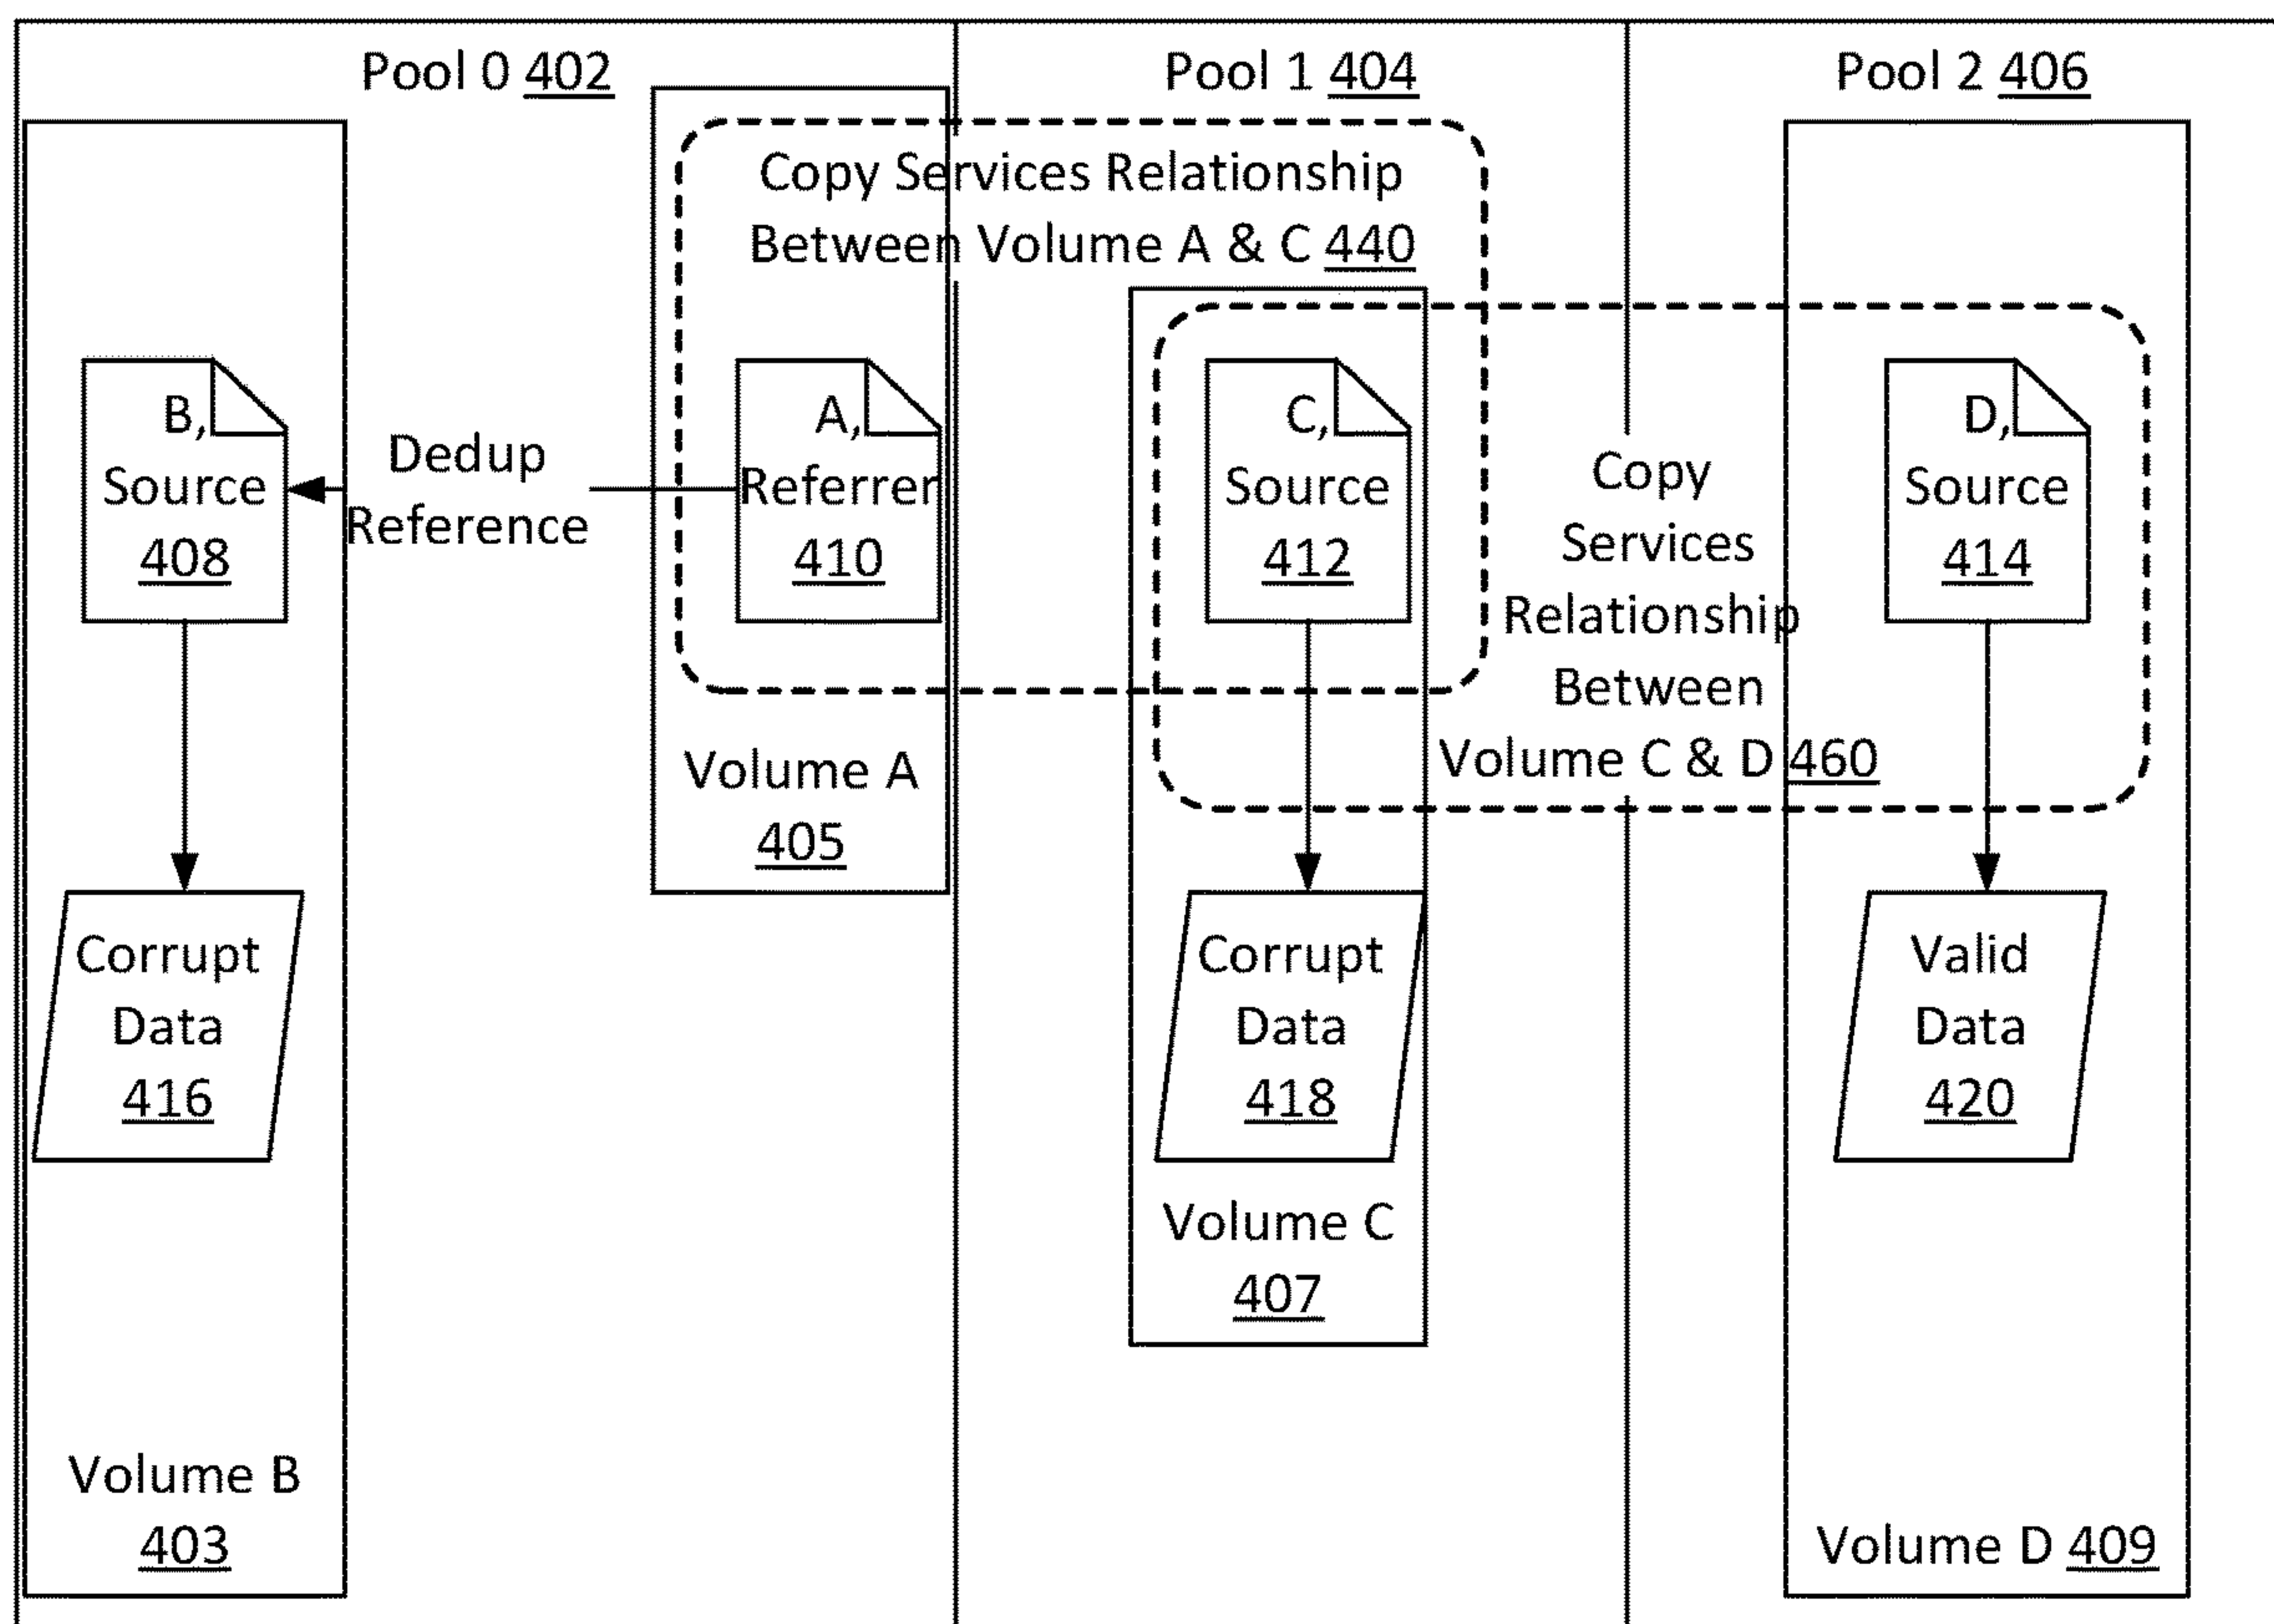 Pool 0 402
Pool 1 404
Pool 2 406
Copy Services Relationship
Between Volume A & C 440
B,
Source
408
Dedup
Reference
A,
Referrer
410
C,
Source
412
Copy
Services
Relationship
Between
Volume C & D 460
D,
Source
414
Volume A
405
Corrupt
Data
416
Corrupt
Data
418
Valid
Data
420
Volume C
407
Volume B
403
Volume D 409